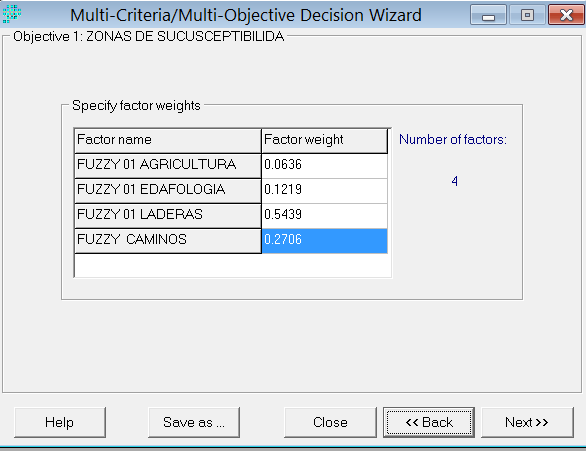 Multi-Criteria/Multi-Objective Decision Wizard
Objective 1: ZONAS DE SUCUSCEPTIBILIDA
Specify factor weights
Factor name Factor weight
FUZZY 01 AGRICULTURA 0.0636
FUZZY 01 EDAFOLOGIA 0.1219
FUZZY 01 LADERAS 0.5439
FUZZY CAMINOS 0.2706
Number of factors:
4
Help Save as ... Close << Back Next >>